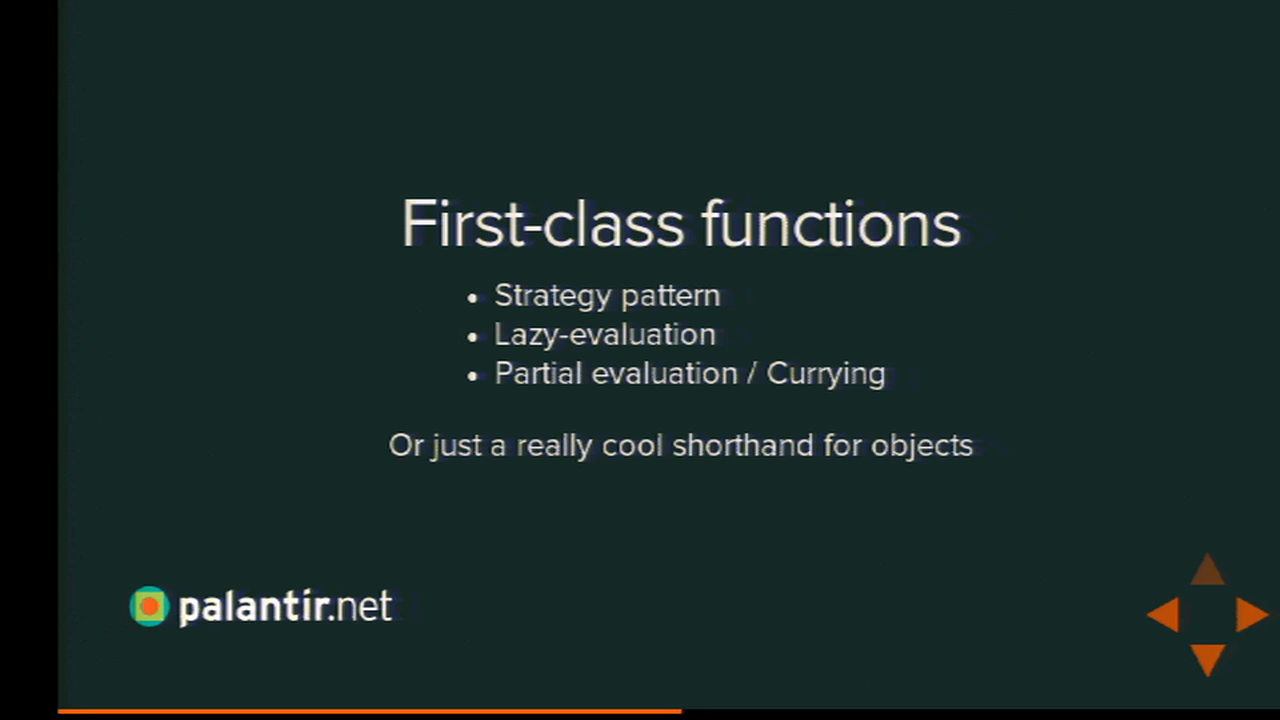 First-class functions
• Strategy pattern
• Lazy-evaluation
• Partial evaluation / Currying
Or just a really cool shorthand for objects
palantir.net